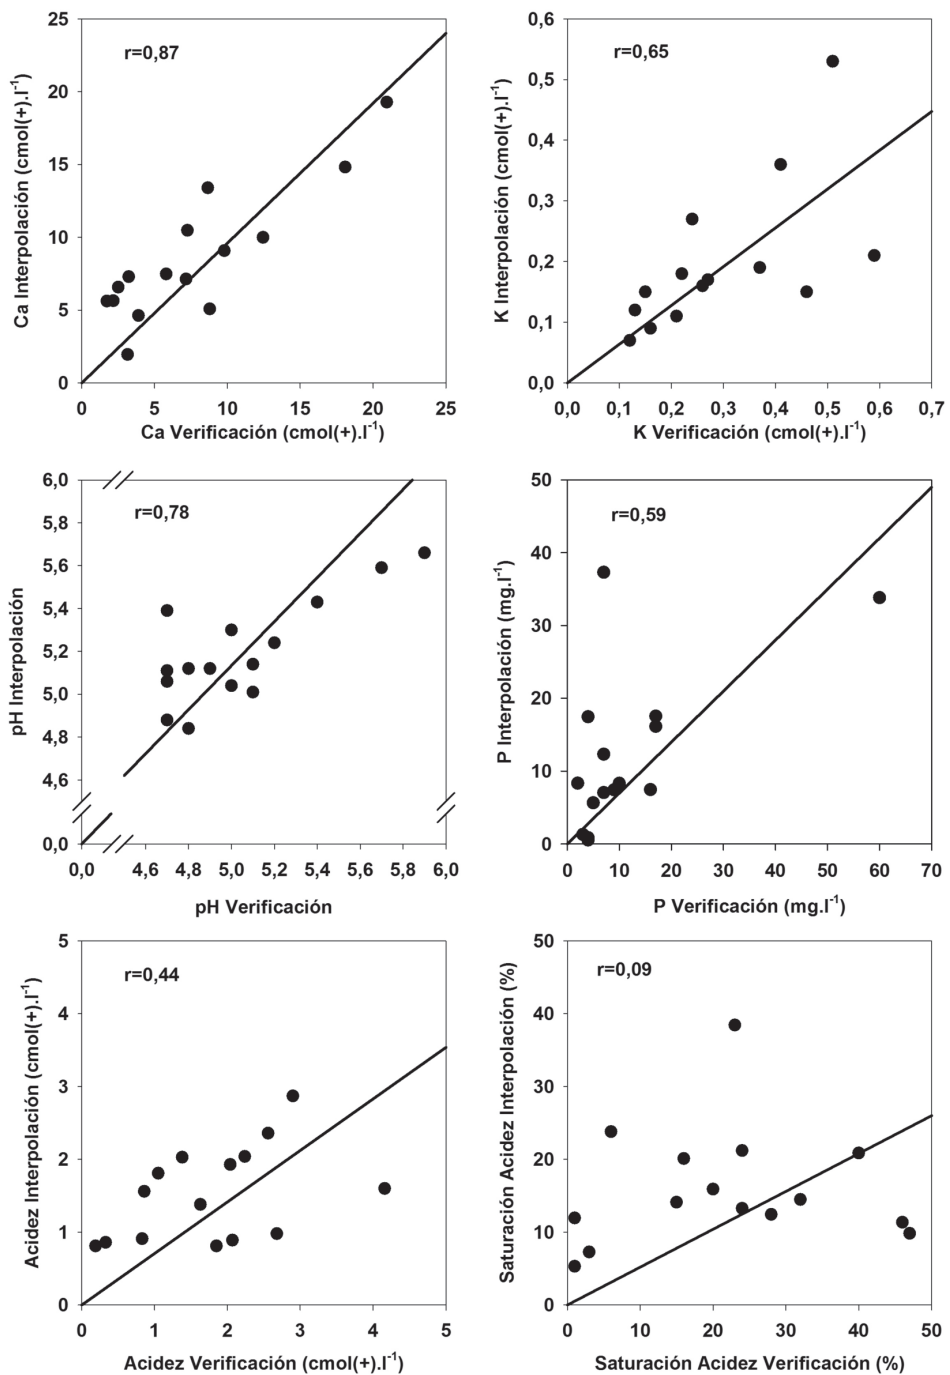 r=0,87
Ca Interpolación (cmol(+).l⁻¹)
25
20
15
10
5
0
0 5 10 15 20 25
Ca Verificación (cmol(+).l⁻¹)
r=0,65
K Interpolación (cmol(+).l⁻¹)
0,6
0,5
0,4
0,3
0,2
0,1
0,0
0,0 0,1 0,2 0,3 0,4 0,5 0,6 0,7
K Verificación (cmol(+).l⁻¹)
r=0,78
pH Interpolación
6,0
5,8
5,6
5,4
5,2
5,0
4,8
4,6
0,0
0,0 4,6 4,8 5,0 5,2 5,4 5,6 5,8 6,0
pH Verificación
r=0,59
P Interpolación (mg.l⁻¹)
50
40
30
20
10
0
0 10 20 30 40 50 60 70
P Verificación (mg.l⁻¹)
r=0,44
Acidez Interpolación (cmol(+).l⁻¹)
5
4
3
2
1
0
0 1 2 3 4 5
Acidez Verificación (cmol(+).l⁻¹)
r=0,09
Saturación Acidez Interpolación (%)
50
40
30
20
10
0
0 10 20 30 40 50
Saturación Acidez Verificación (%)